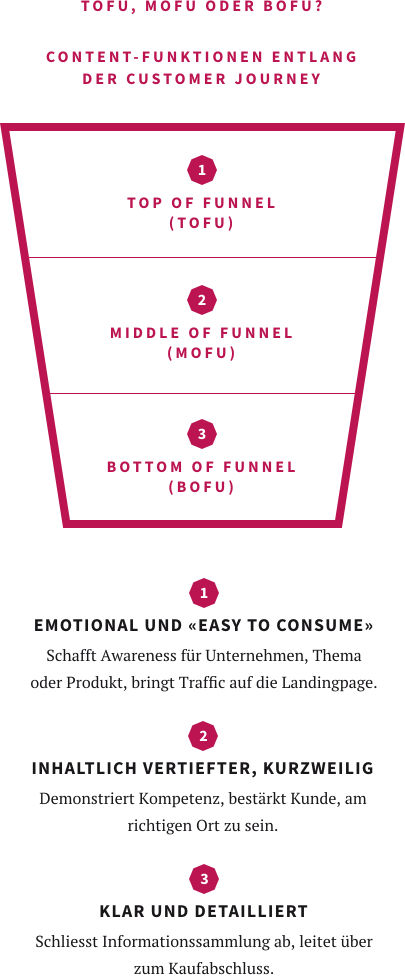 TOFU, MOFU ODER BOFU?
CONTENT-FUNKTIONEN ENTLANG
DER CUSTOMER JOURNEY
1
TOP OF FUNNEL
(TOFU)
2
MIDDLE OF FUNNEL
(MOFU)
3
BOTTOM OF FUNNEL
(BOFU)
1
EMOTIONAL UND «EASY TO CONSUME»
Schafft Awareness für Unternehmen, Thema
oder Produkt, bringt Traffic auf die Landingpage.
2
INHALTLICH VERTIEFTER, KURZWEILIG
Demonstriert Kompetenz, bestärkt Kunde, am
richtigen Ort zu sein.
3
KLAR UND DETAILLIERT
Schliesst Informationssammlung ab, leitet über
zum Kaufabschluss.